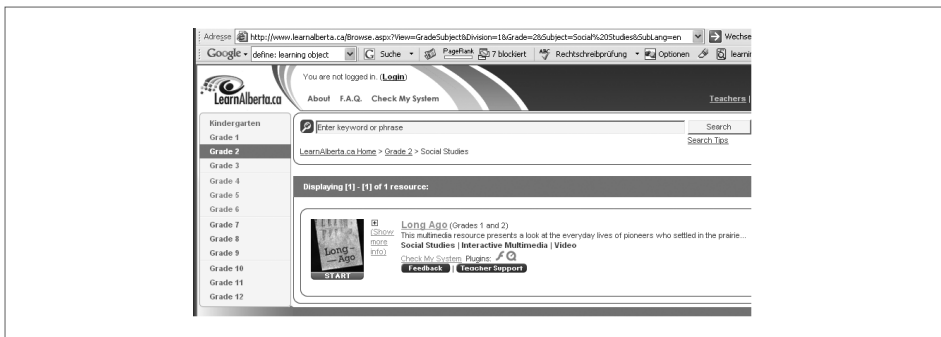 Adresse http://www.learnalberta.ca/Browse.aspx?View=GradeSubject&Division=1&Grade=2&Subject=Social%20Studies&SubLang=en Wechse
Google define: learning object Suche PageRank 7 blockiert Rechtschreibprüfung Optionen learnin
You are not logged in. (Login)
LearnAlberta.ca About F.A.Q. Check My System Teachers |
Kindergarten
Grade 1
Grade 2
Grade 3
Grade 4
Grade 5
Grade 6
Grade 7
Grade 8
Grade 9
Grade 10
Grade 11
Grade 12
Enter keyword or phrase Search
Search Tips
LearnAlberta.ca Home > Grade 2 > Social Studies
Displaying [1] - [1] of 1 resource:
Long-
Ago
START
(Show
more
info)
Long Ago (Grades 1 and 2)
This multimedia resource presents a look at the everyday lives of pioneers who settled in the prairie...
Social Studies | Interactive Multimedia | Video
Check My System Plugins:
Feedback | Teacher Support